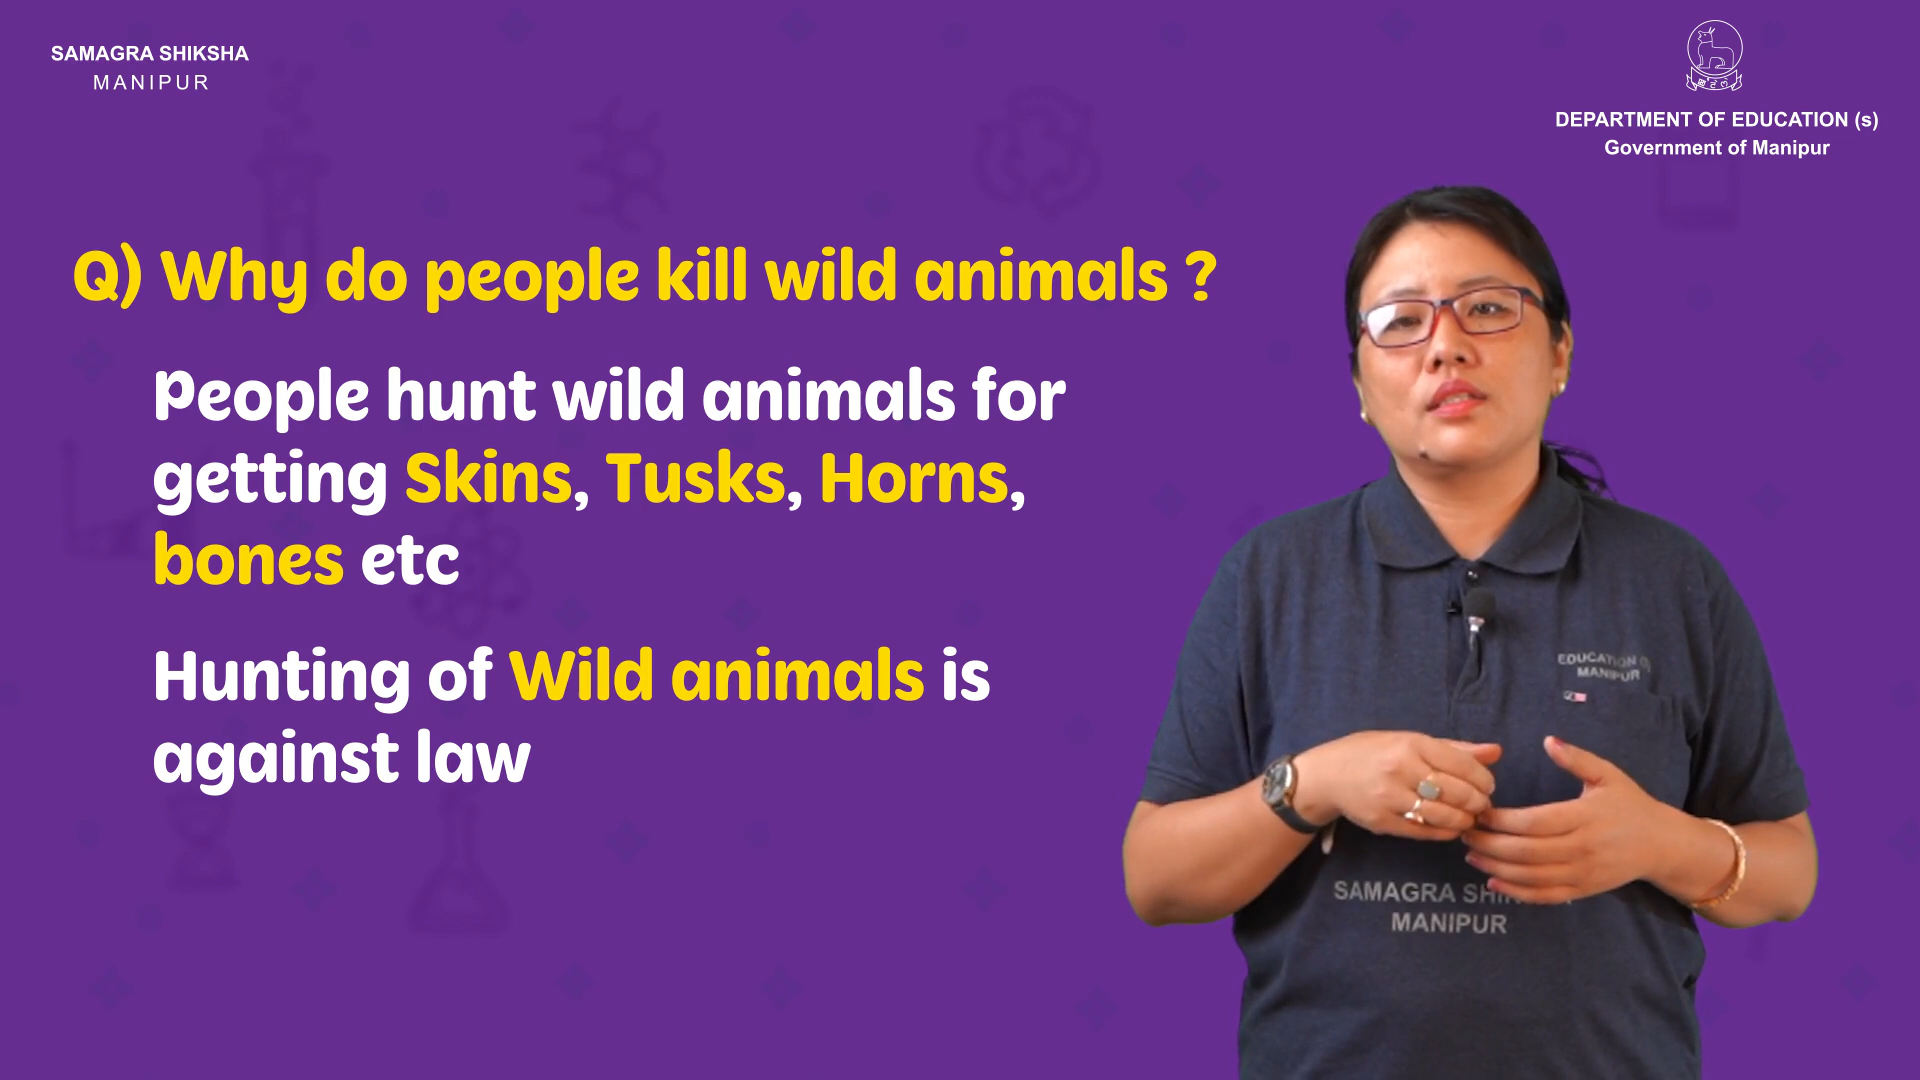 SAMAGRA SHIKSHA
MANIPUR
DEPARTMENT OF EDUCATION (s)
Government of Manipur
Q) Why do people kill wild animals ?
People hunt wild animals for
getting Skins, Tusks, Horns,
bones etc
Hunting of Wild animals is
against law
EDUCATION
MANIPUR
SAMAGRA
MANIPUR